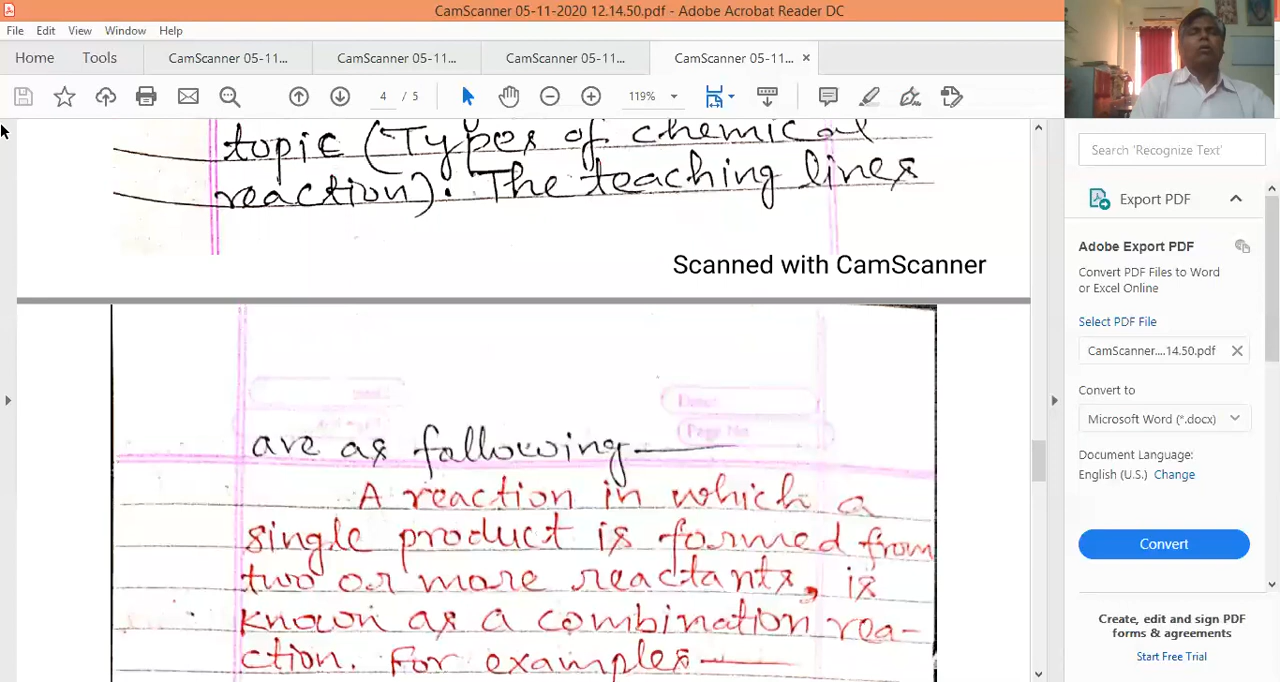 CamScanner 05-11-2020 12.14.50.pdf - Adobe Acrobat Reader DC
File Edit View Window Help
Home Tools CamScanner 05-11... CamScanner 05-11... CamScanner 05-11... CamScanner 05-11... ×
4 / 5 119%
topic (Types of chemical
reaction). The teaching lines
Scanned with CamScanner
Date:
Page No.
are as following—
A reaction in which a
single product is formed from
two or more reactants, is
known as a combination rea-
ction. For examples—
Search 'Recognize Text'
Export PDF
Adobe Export PDF
Convert PDF Files to Word
or Excel Online
Select PDF File
CamScanner....14.50.pdf
Convert to
Microsoft Word (*.docx)
Document Language:
English (U.S.) Change
Convert
Create, edit and sign PDF
forms & agreements
Start Free Trial